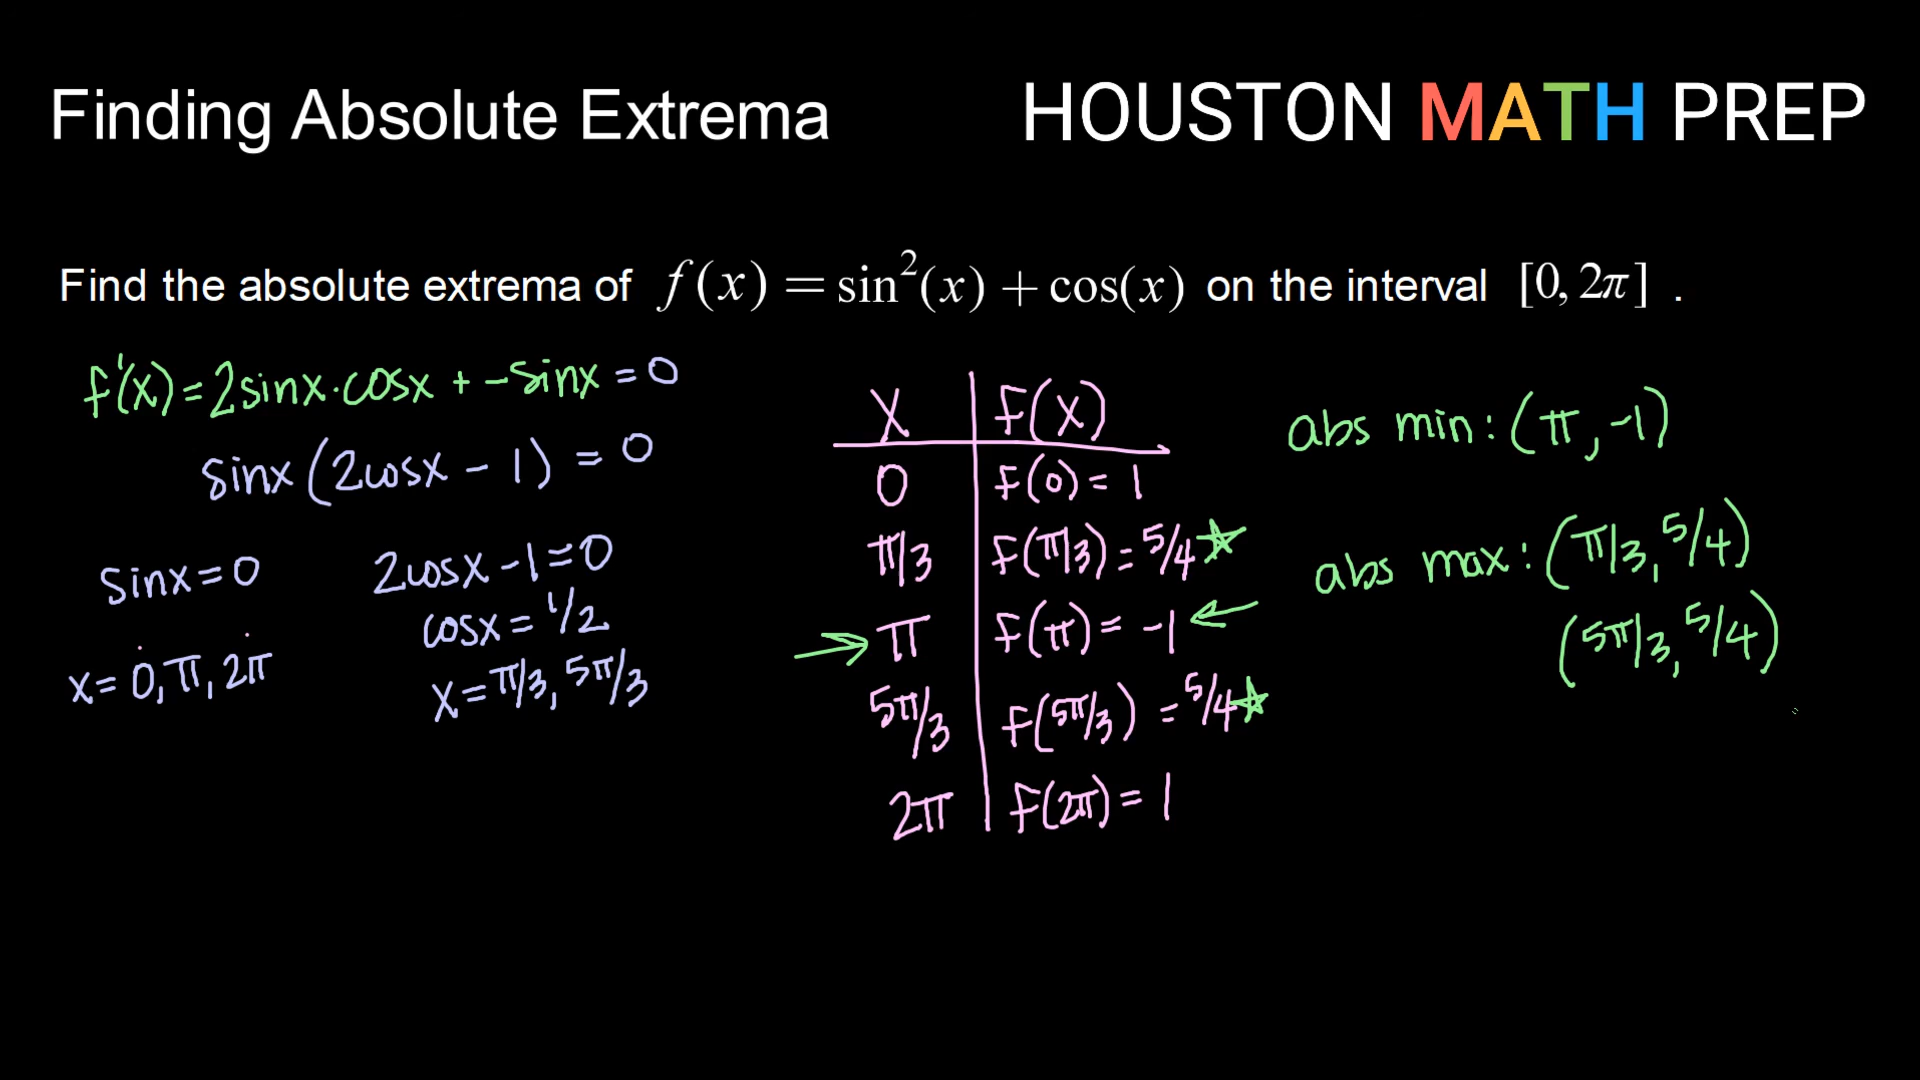 Finding Absolute Extrema
HOUSTON MATH PREP
Find the absolute extrema of f(x) = sin²(x) + cos(x) on the interval [0, 2π] .
f'(x) = 2sinx·cosx + -sinx = 0
sinx(2cosx - 1) = 0
sinx = 0
x = 0, π, 2π
2cosx - 1 = 0
cosx = 1/2
x = π/3, 5π/3
x | f(x)
0 | f(0) = 1
π/3 | f(π/3) = 5/4 ☆
→ π | f(π) = -1 ←
5π/3 | f(5π/3) = 5/4 ☆
2π | f(2π) = 1
abs min: (π, -1)
abs max: (π/3, 5/4)
(5π/3, 5/4)